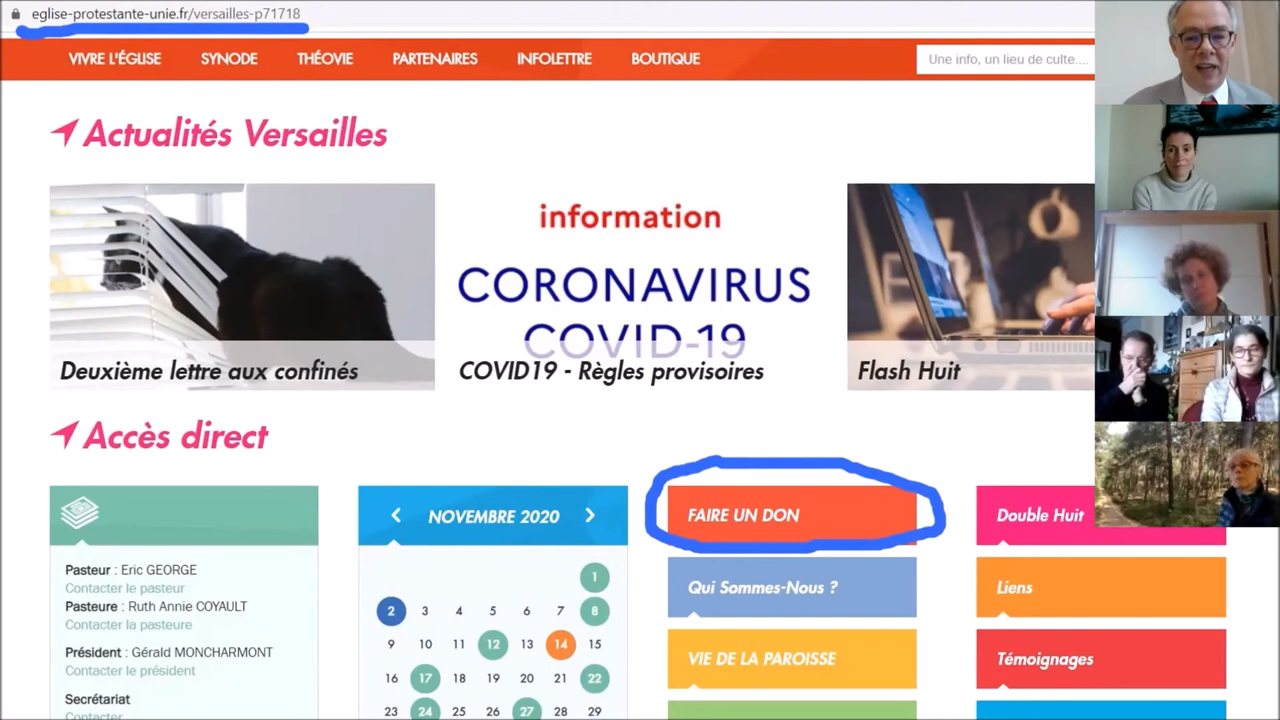 eglise-protestante-unie.fr/versailles-p71718
VIVRE L'ÉGLISE SYNODE THÉOVIE PARTENAIRES INFOLETTRE BOUTIQUE Une info, un lieu de culte....
Actualités Versailles
information
CORONAVIRUS
COVID-19
Deuxième lettre aux confinés
COVID19 - Règles provisoires
Flash Huit
Accès direct
Pasteur : Eric GEORGE
Contacter le pasteur
Pasteure : Ruth Annie COYAULT
Contacter la pasteure
Président : Gérald MONCHARMONT
Contacter le président
Secrétariat
Contacter
NOVEMBRE 2020
1
2 3 4 5 6 7 8
9 10 11 12 13 14 15
16 17 18 19 20 21 22
23 24 25 26 27 28 29
FAIRE UN DON
Qui Sommes-Nous ?
VIE DE LA PAROISSE
Double Huit
Liens
Témoignages